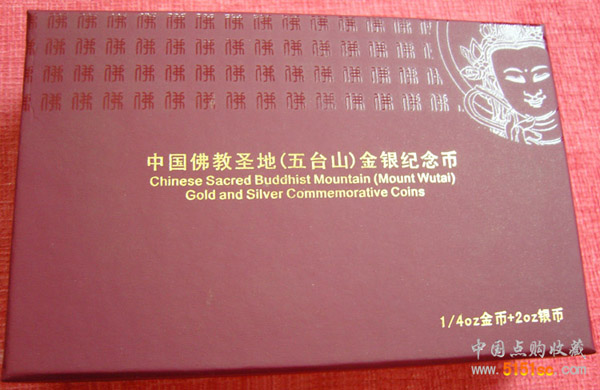 中国佛教圣地(五台山)金银纪念币
Chinese Sacred Buddhist Mountain (Mount Wutai)
Gold and Silver Commemorative Coins
1/4oz金币+2oz银币
中国点购收藏
www.5151sc.com